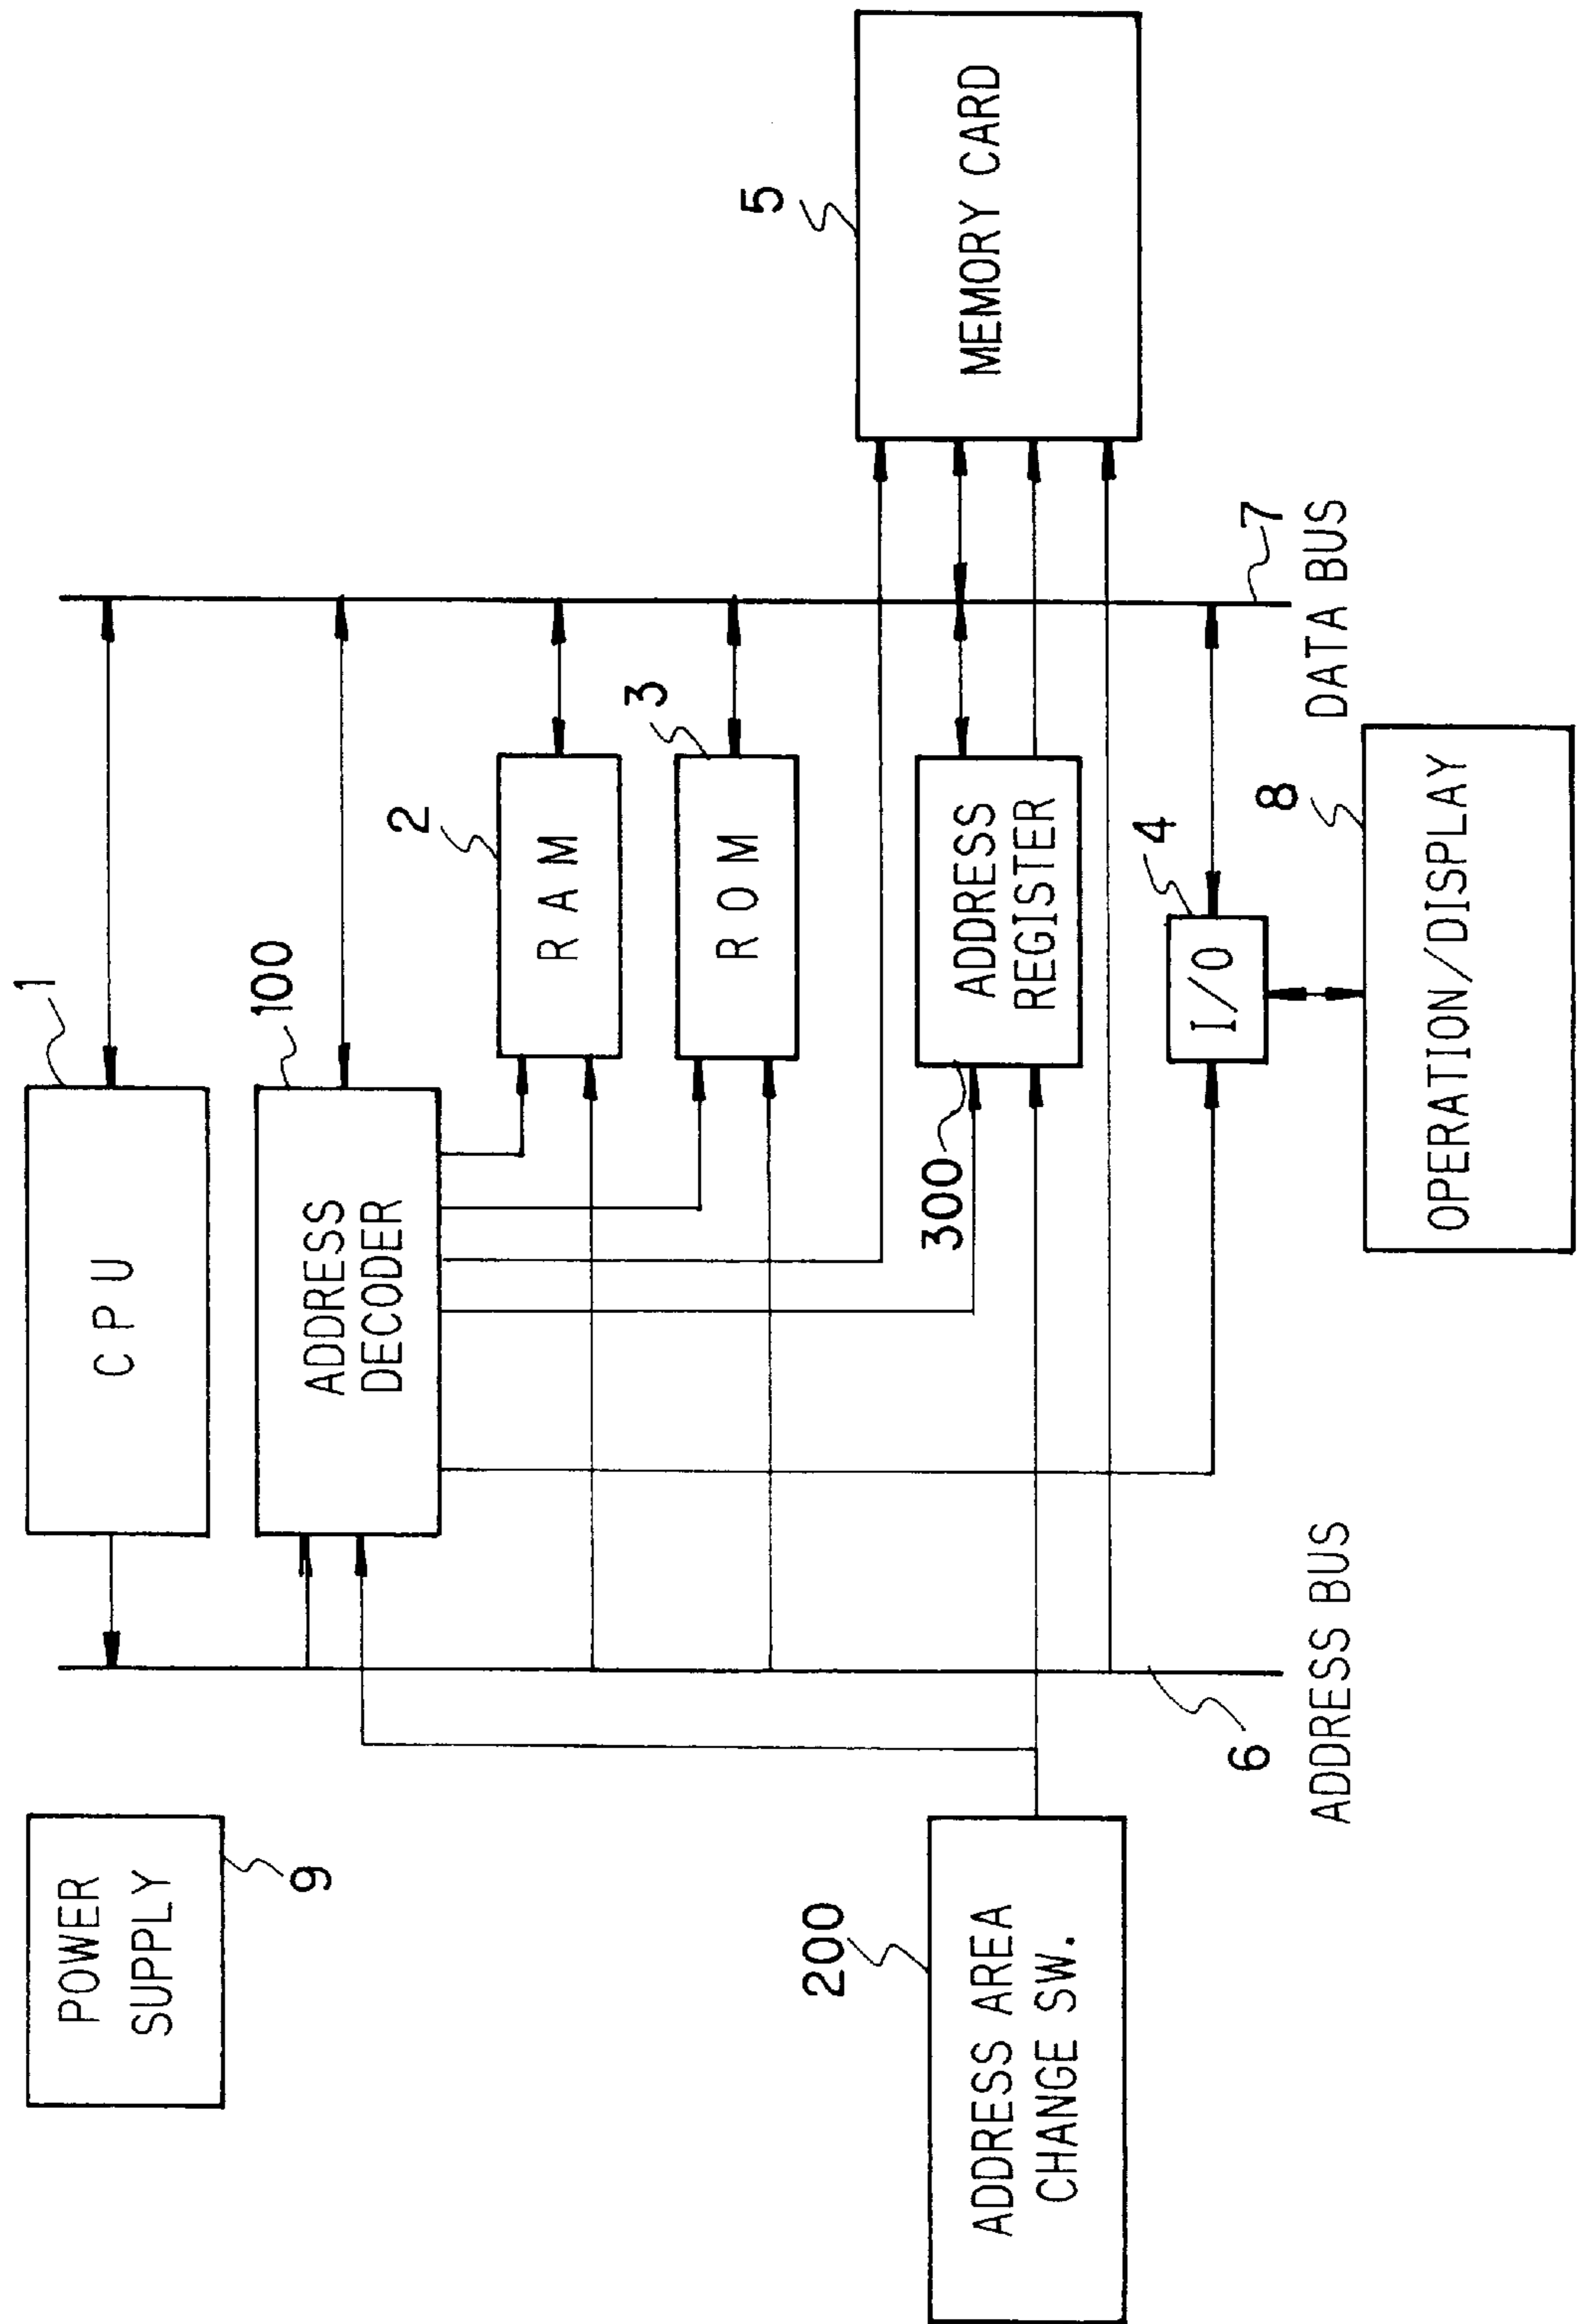 POWER
SUPPLY
9
CPU
1
ADDRESS
DECODER
100
RAM
2
ROM
3
MEMORY CARD
5
ADDRESS AREA
CHANGE SW.
200
ADDRESS
REGISTER
300
I/O
4
6
ADDRESS BUS
7
DATA BUS
OPERATION/DISPLAY
8